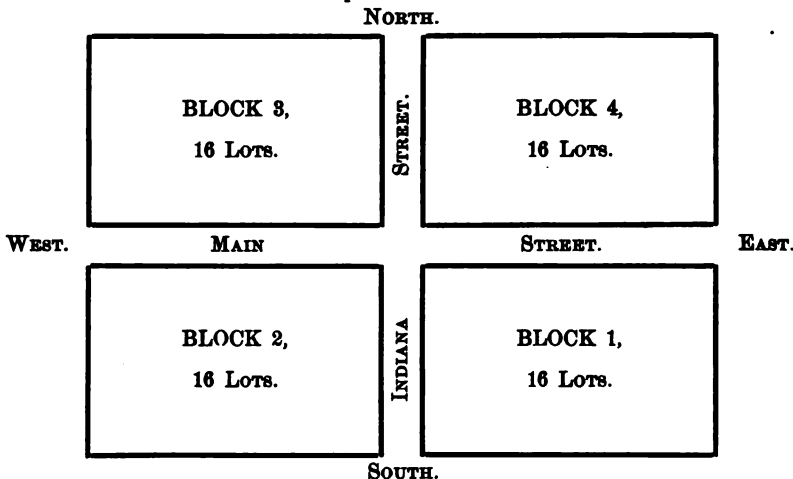 NORTH.
BLOCK 3,
16 LOTS.
STREET.
BLOCK 4,
16 LOTS.
WEST.
MAIN
STREET.
EAST.
BLOCK 2,
16 LOTS.
INDIANA
BLOCK 1,
16 LOTS.
SOUTH.